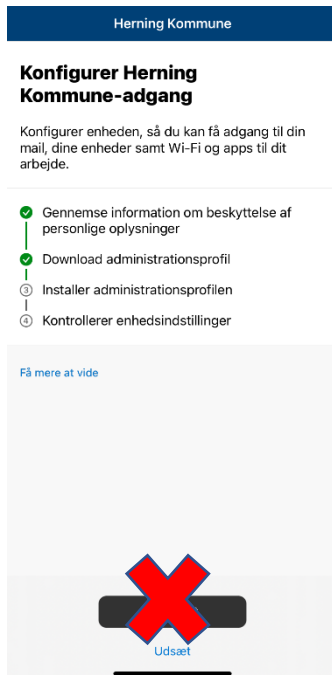 Herning Kommune
Konfigurer Herning
Kommune-adgang
Konfigurer enheden, så du kan få adgang til din
mail, dine enheder samt Wi-Fi og apps til dit
arbejde.
Gennemse information om beskyttelse af
personlige oplysninger
Download administrationsprofil
3 Installer administrationsprofilen
4 Kontrollerer enhedsindstillinger
Få mere at vide
Udsæt